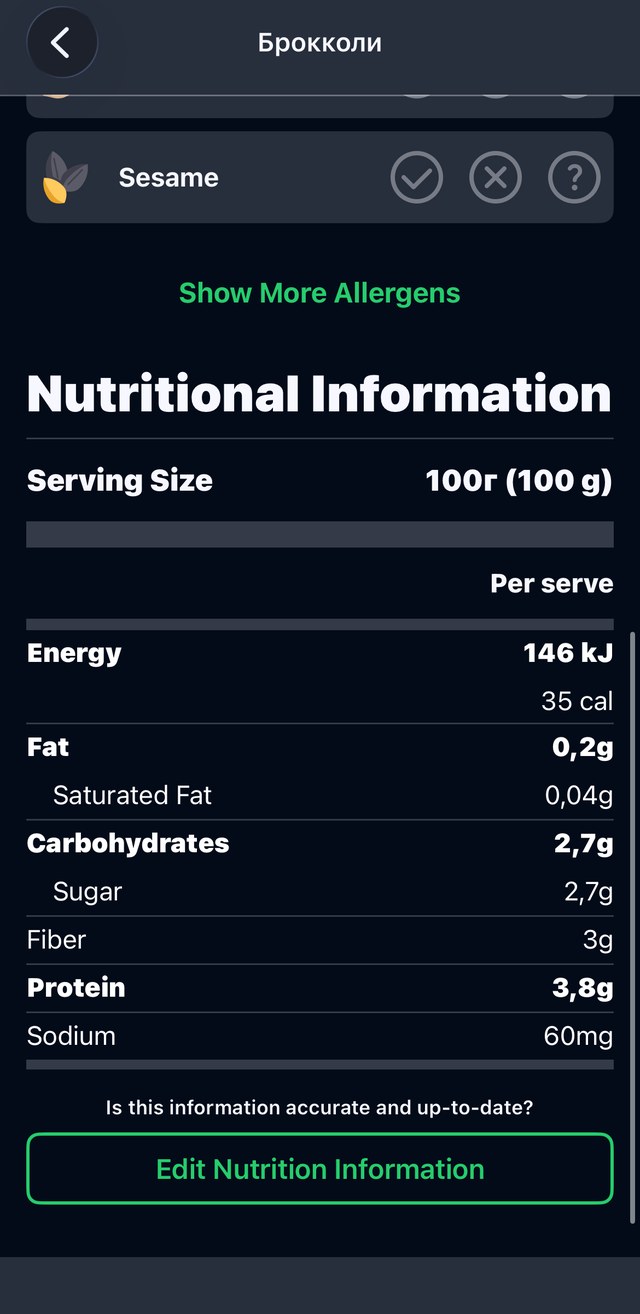 Брокколи
Sesame
Show More Allergens
Nutritional Information
Serving Size 100г (100 g)
Per serve
Energy 146 kJ
35 cal
Fat 0,2g
Saturated Fat 0,04g
Carbohydrates 2,7g
Sugar 2,7g
Fiber 3g
Protein 3,8g
Sodium 60mg
Is this information accurate and up-to-date?
Edit Nutrition Information